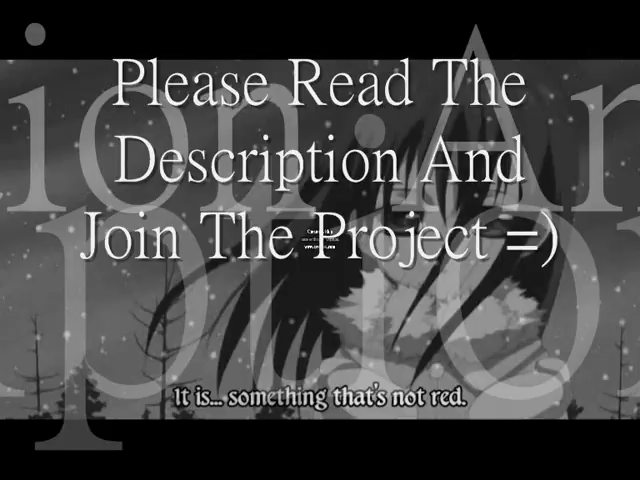 Please Read The
Description And
Join The Project =)
It is... something that's not red.